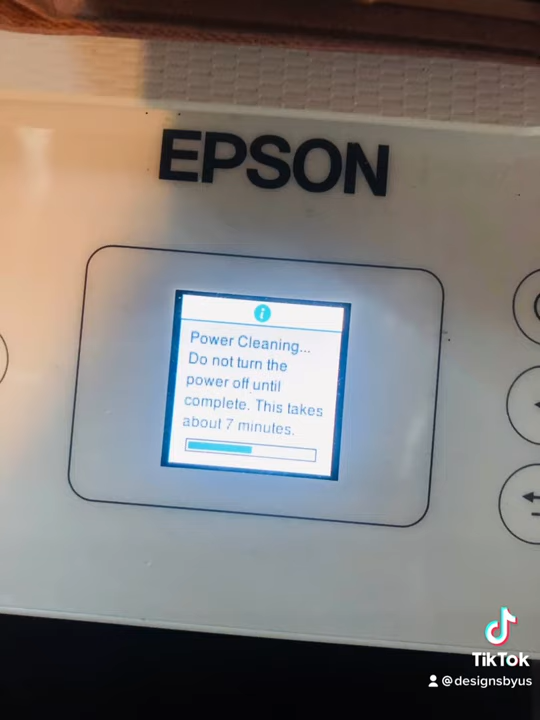 EPSON
Power Cleaning...
Do not turn the
power off until
complete. This takes
about 7 minutes.
TikTok
@designsbyus